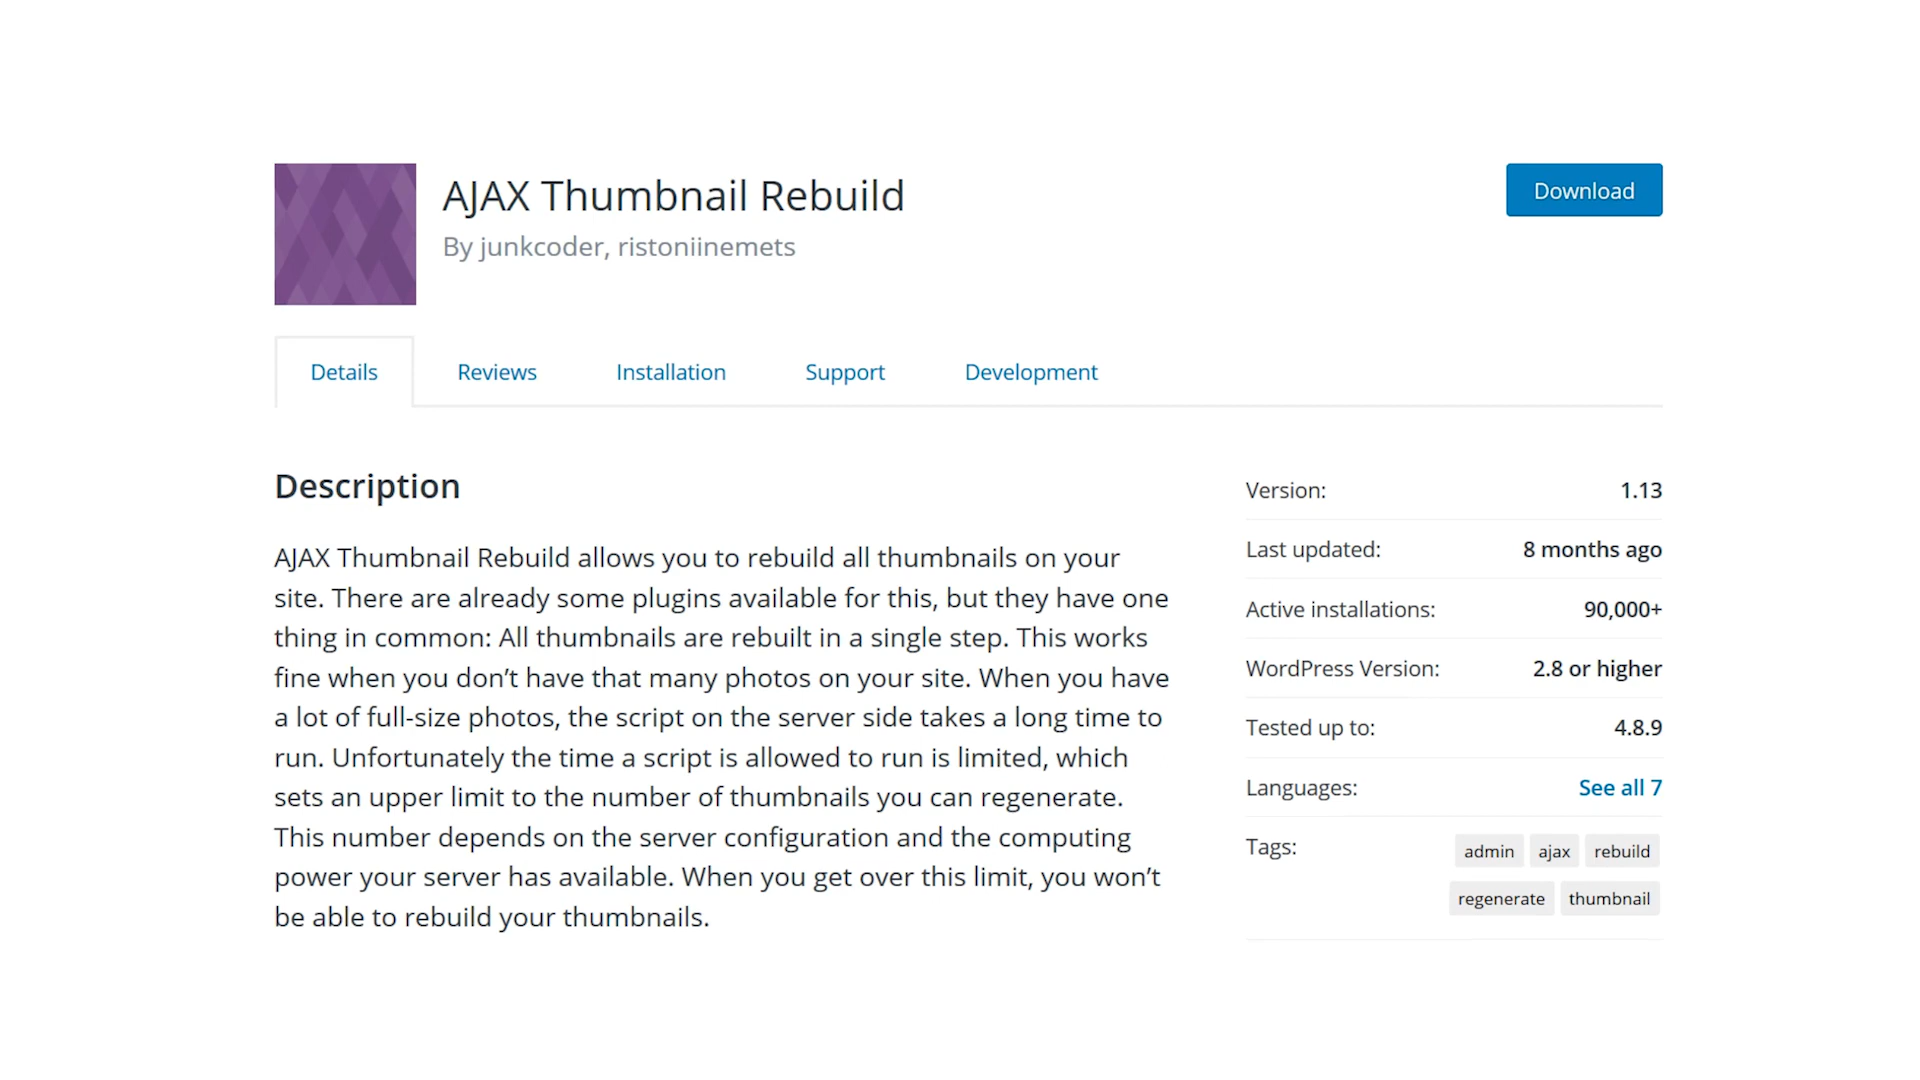 AJAX Thumbnail Rebuild
By junkcoder, ristoniinemets
Download
Details
Reviews
Installation
Support
Development
Description
AJAX Thumbnail Rebuild allows you to rebuild all thumbnails on your
site. There are already some plugins available for this, but they have one
thing in common: All thumbnails are rebuilt in a single step. This works
fine when you don’t have that many photos on your site. When you have
a lot of full-size photos, the script on the server side takes a long time to
run. Unfortunately the time a script is allowed to run is limited, which
sets an upper limit to the number of thumbnails you can regenerate.
This number depends on the server configuration and the computing
power your server has available. When you get over this limit, you won’t
be able to rebuild your thumbnails.
Version: 1.13
Last updated: 8 months ago
Active installations: 90,000+
WordPress Version: 2.8 or higher
Tested up to: 4.8.9
Languages: See all 7
Tags: admin ajax rebuild
regenerate thumbnail